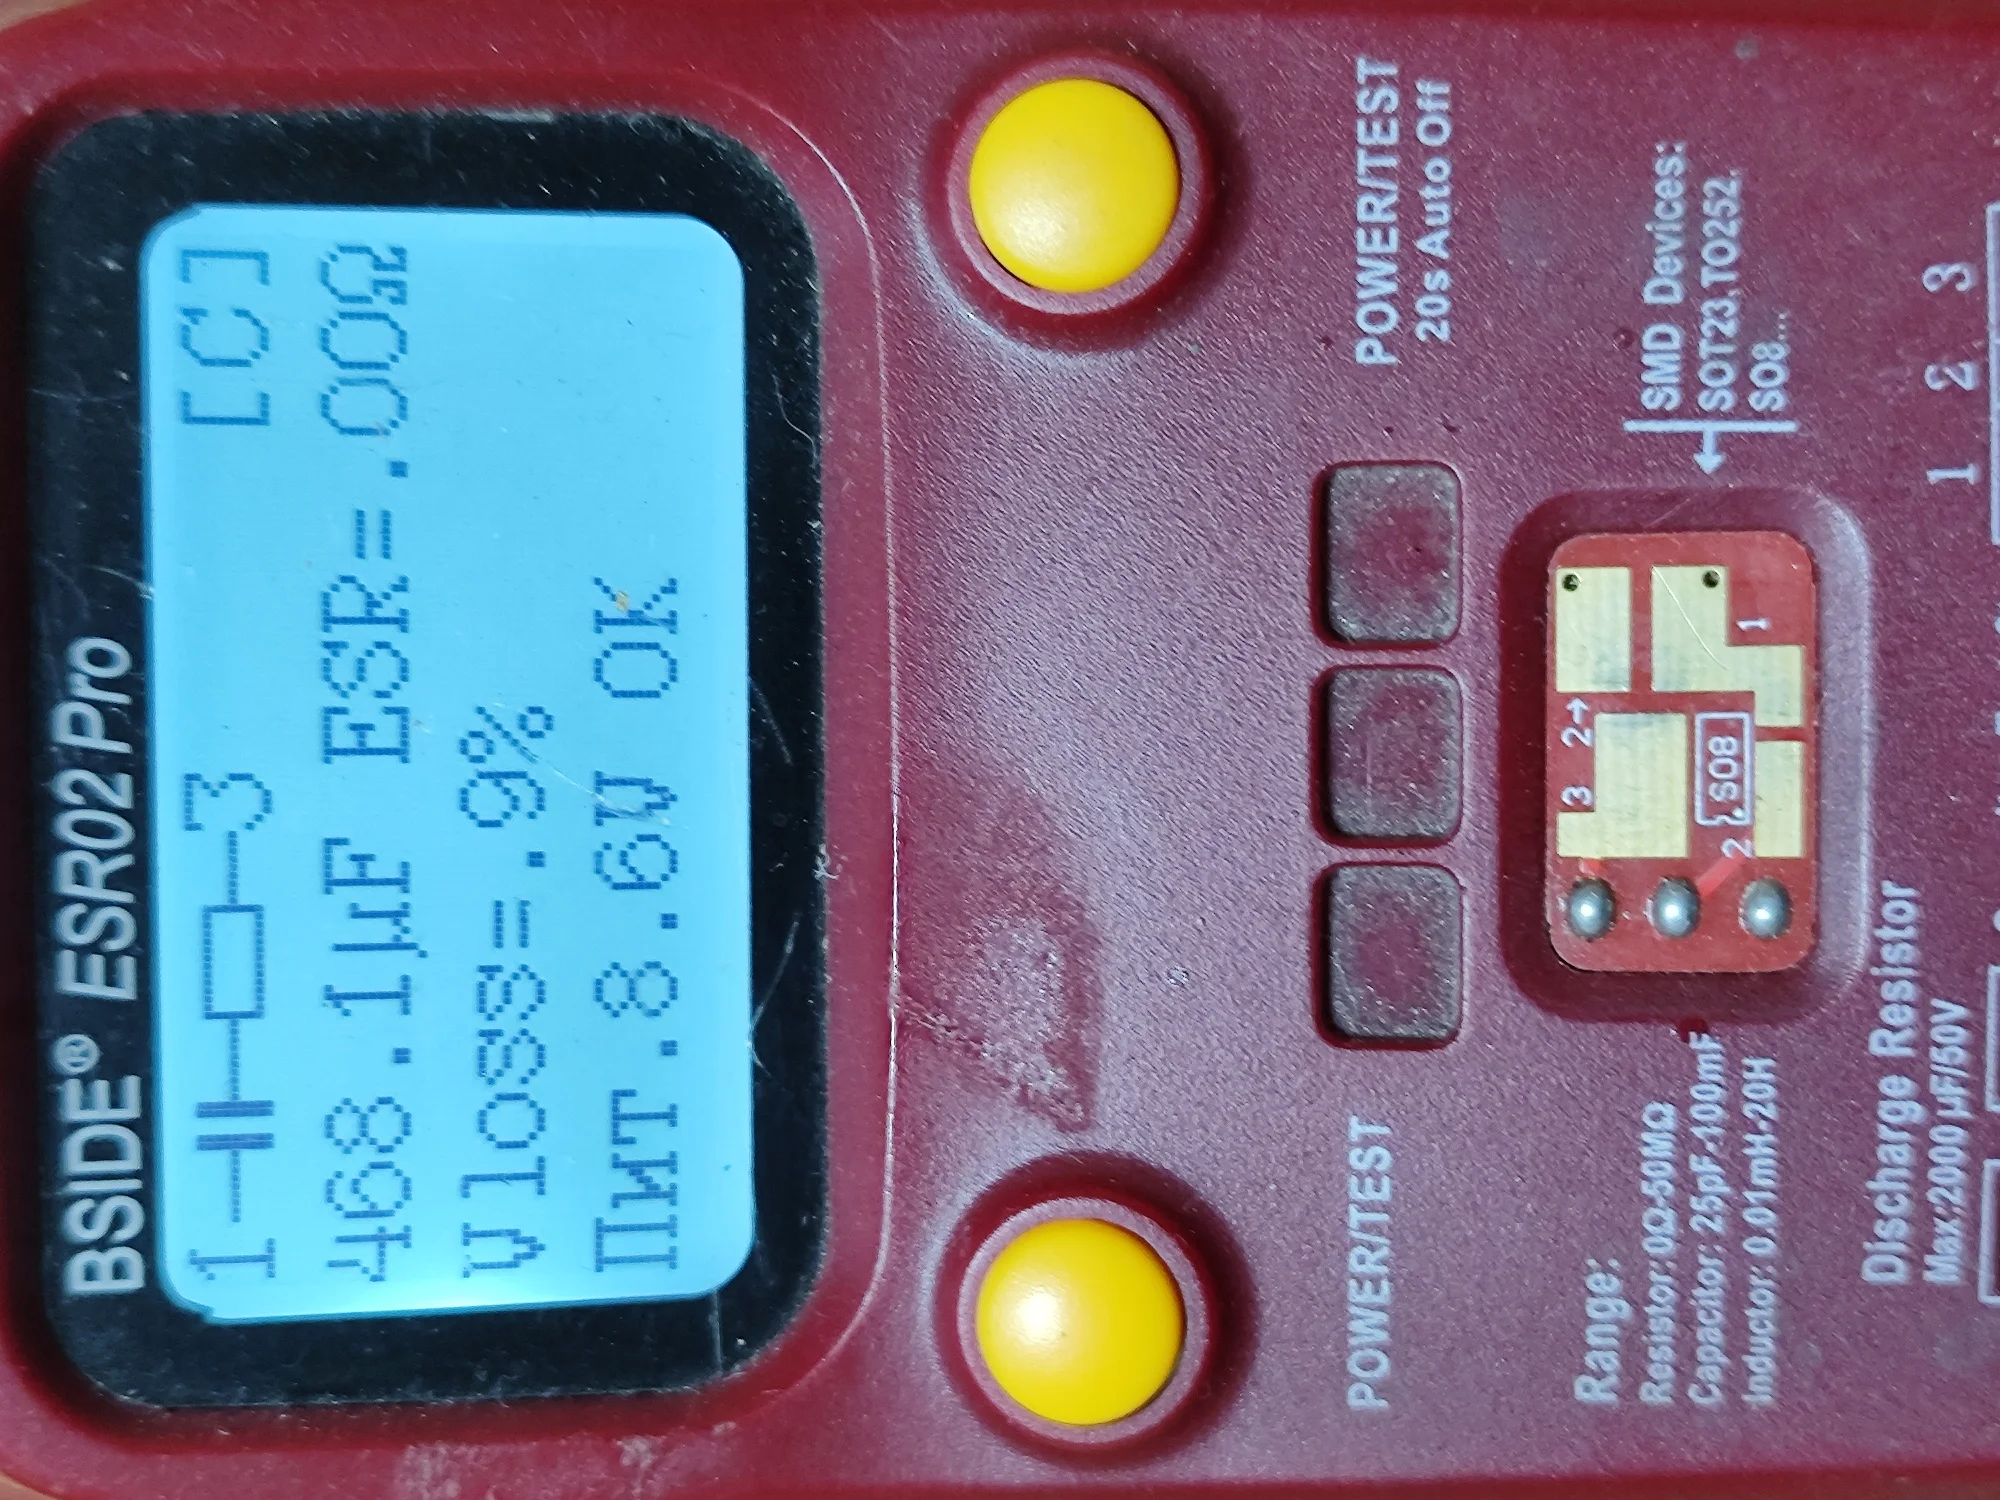 BSIDE® ESR02 Pro
1 3 [C]
468.1µF ESR=.00Ω
Vloss=.9%
Пит.8.6V OK
POWER/TEST
POWER/TEST
20s Auto Off
Range:
Resistor:0Ω-50MΩ
Capacitor: 25pF-100mF
Inductor: 0.01mH-20H
3 2→
2 SO8 1
SMD Devices:
SOT23,TO252,
SO8...
Discharge Resistor
Max:2000µF/50V
1 2 3